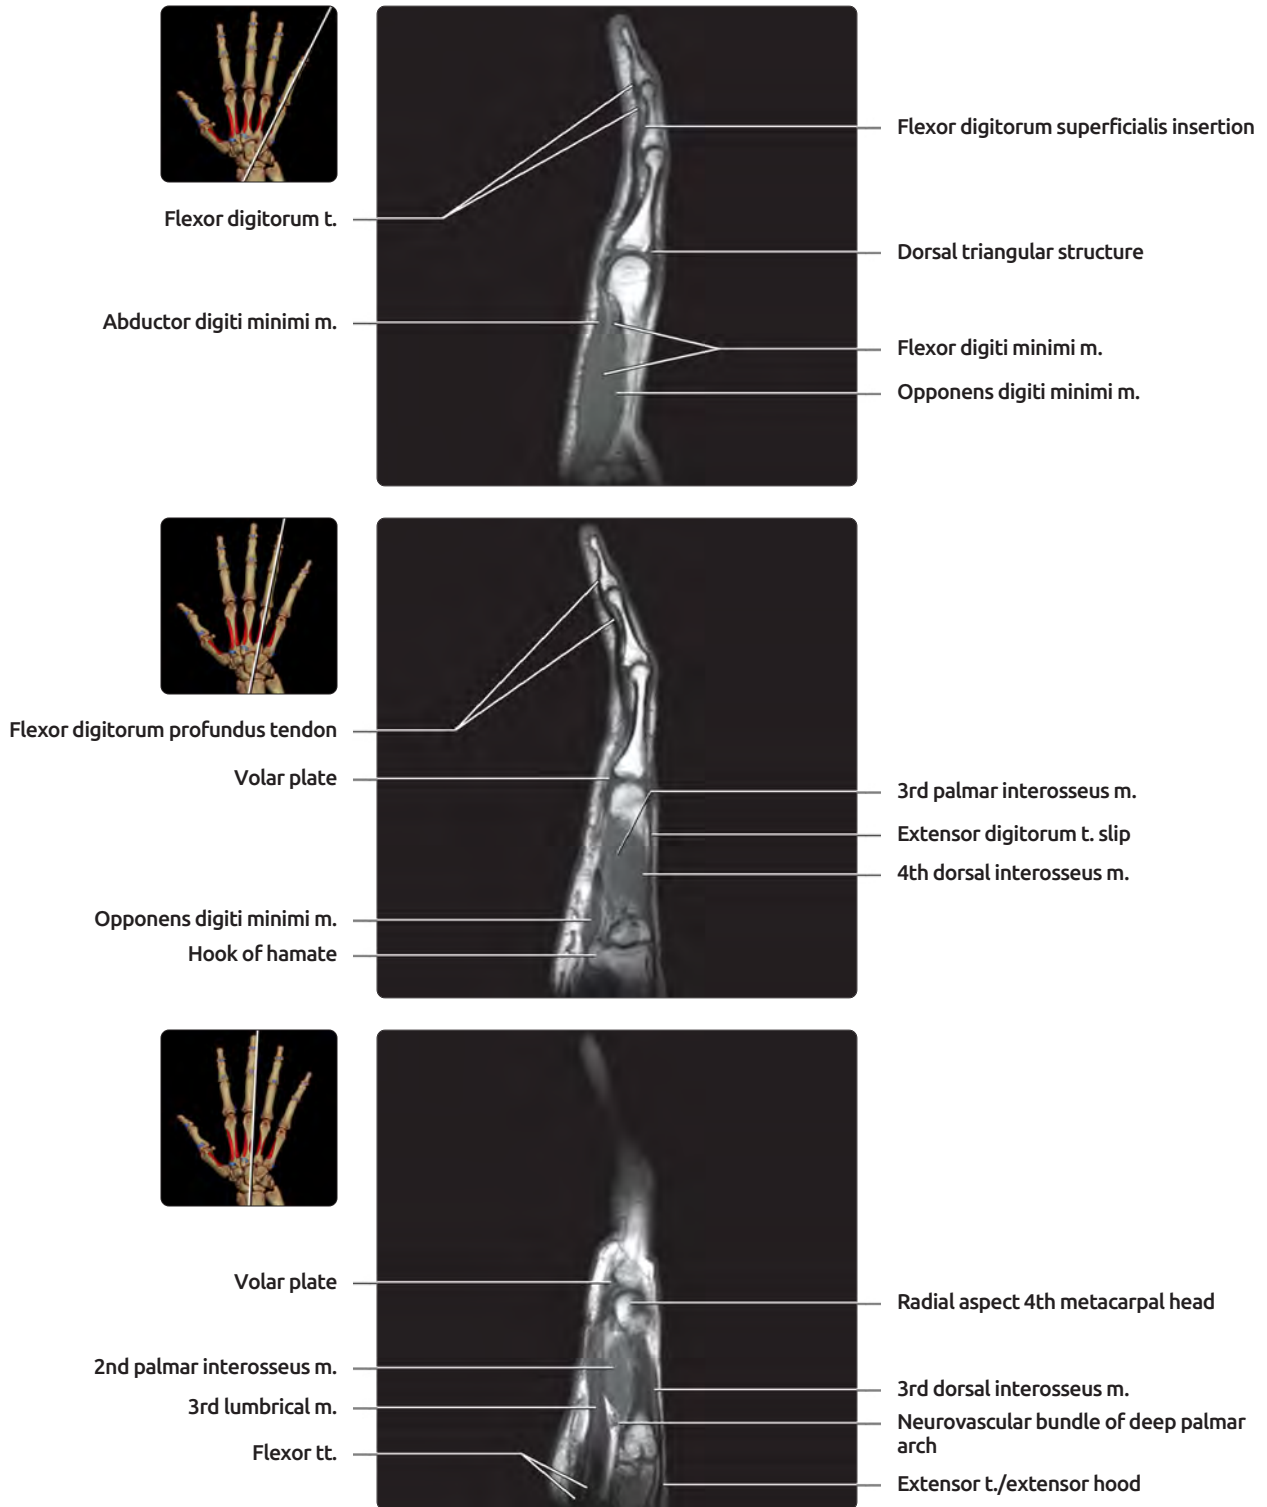 Flexor digitorum superficialis insertion
Flexor digitorum t.
Dorsal triangular structure
Abductor digiti minimi m.
Flexor digiti minimi m.
Opponens digiti minimi m.
Flexor digitorum profundus tendon
Volar plate
3rd palmar interosseus m.
Extensor digitorum t. slip
4th dorsal interosseus m.
Opponens digiti minimi m.
Hook of hamate
Volar plate
Radial aspect 4th metacarpal head
2nd palmar interosseus m.
3rd dorsal interosseus m.
3rd lumbrical m.
Neurovascular bundle of deep palmar
arch
Flexor tt.
Extensor t./extensor hood